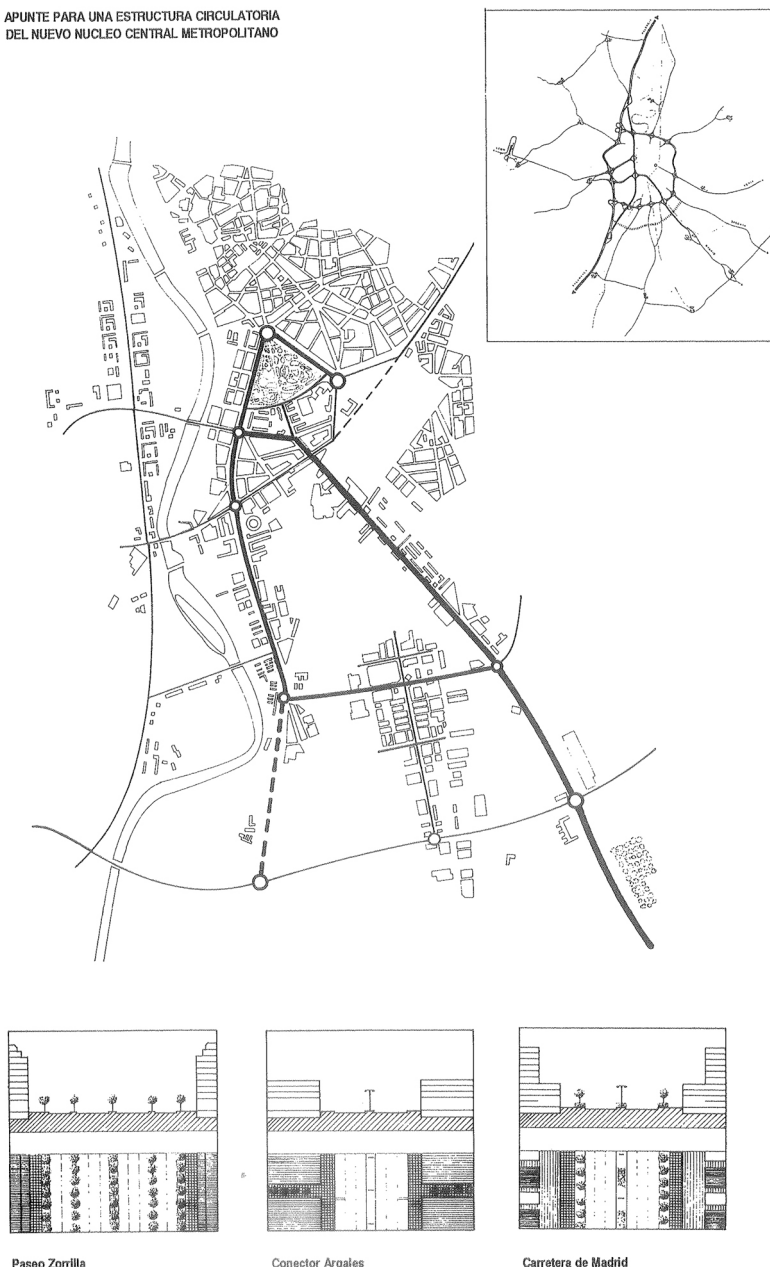 APUNTE PARA UNA ESTRUCTURA CIRCULATORIA
DEL NUEVO NUCLEO CENTRAL METROPOLITANO
Paseo Zorrilla
Conector Argales
Carretera de Madrid